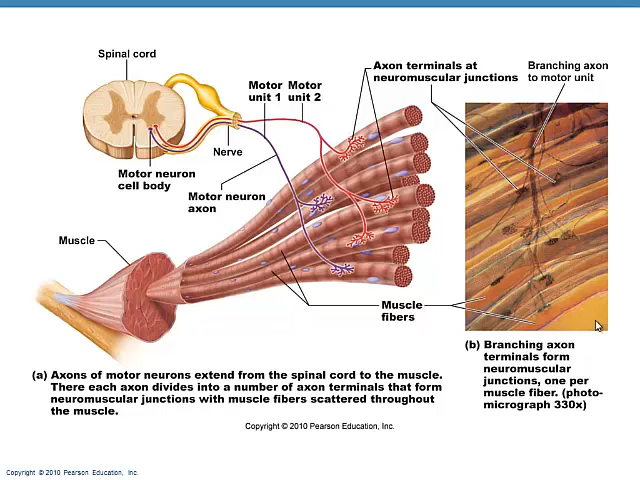 Spinal cord
Axon terminals at
neuromuscular junctions
Branching axon
to motor unit
Motor
unit 1
Motor
unit 2
Nerve
Motor neuron
cell body
Motor neuron
axon
Muscle
Muscle
fibers
(a) Axons of motor neurons extend from the spinal cord to the muscle.
There each axon divides into a number of axon terminals that form
neuromuscular junctions with muscle fibers scattered throughout
the muscle.
(b) Branching axon
terminals form
neuromuscular
junctions, one per
muscle fiber. (photo-
micrograph 330x)
Copyright © 2010 Pearson Education, Inc.
Copyright © 2010 Pearson Education, Inc.